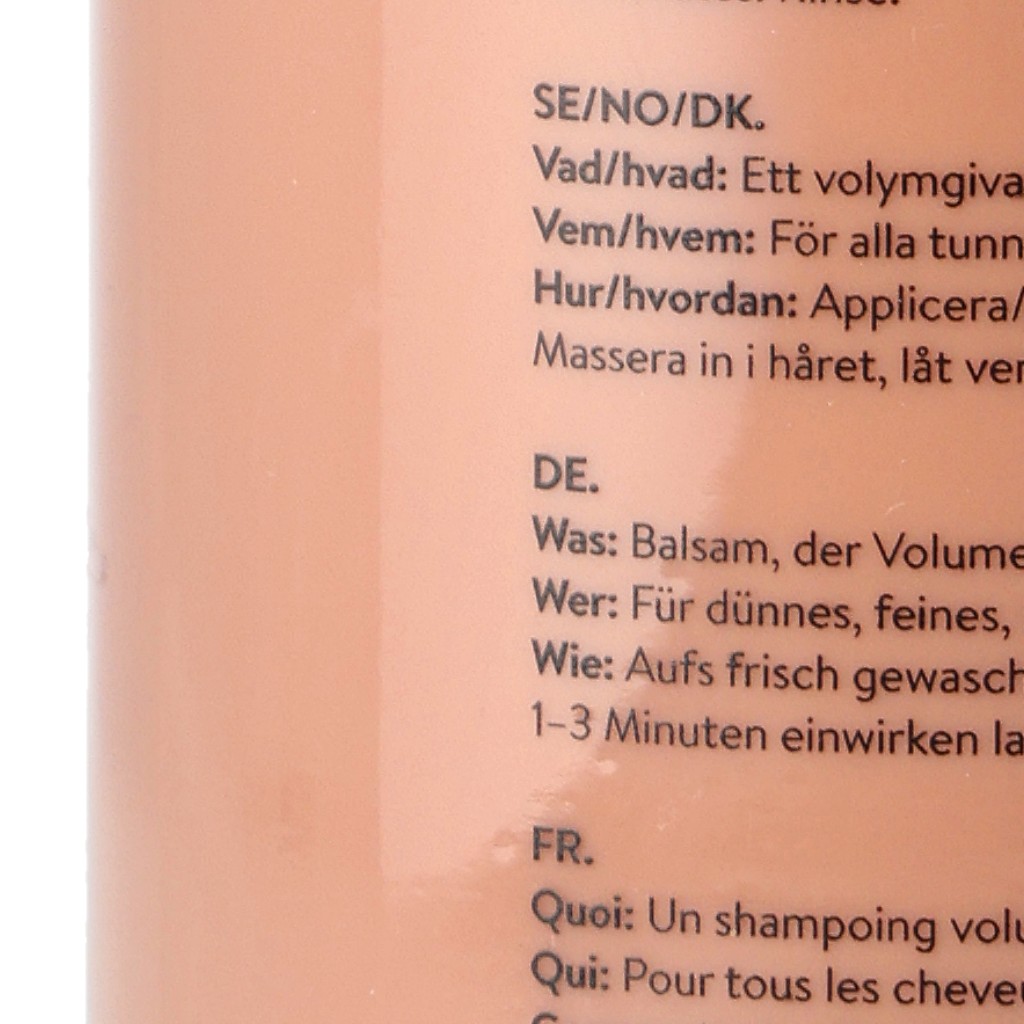 Rinse.
SE/NO/DK.
Vad/hvad: Ett volymgiva
Vem/hvem: För alla tunn
Hur/hvordan: Applicera/
Massera in i håret, låt ver
DE.
Was: Balsam, der Volume
Wer: Für dünnes, feines,
Wie: Aufs frisch gewasch
1–3 Minuten einwirken la
FR.
Quoi: Un shampoing volu
Qui: Pour tous les cheveu